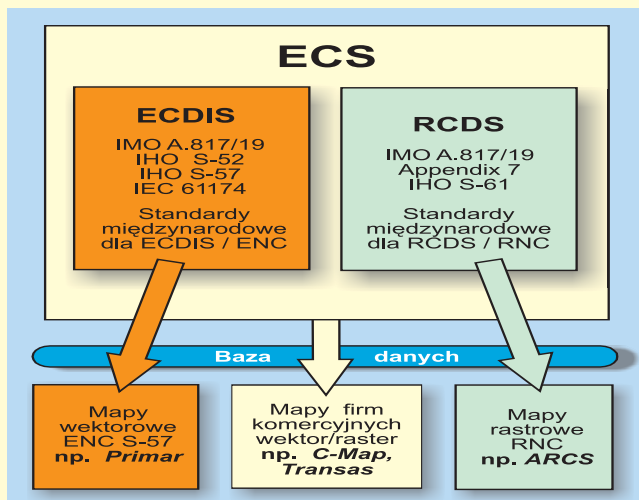 ECS
ECDIS
IMO A.817/19
IHO S-52
IHO S-57
IEC 61174
Standardy
międzynarodowe
dla ECDIS / ENC
RCDS
IMO A.817/19
Appendix 7
IHO S-61
Standardy
międzynarodowe
dla RCDS / RNC
Baza danych
Mapy
wektorowe
ENC S-57
np. Primar
Mapy firm
komercyjnych
wektor/raster
np. C-Map,
Transas
Mapy
rastrowe
RNC
np. ARCS